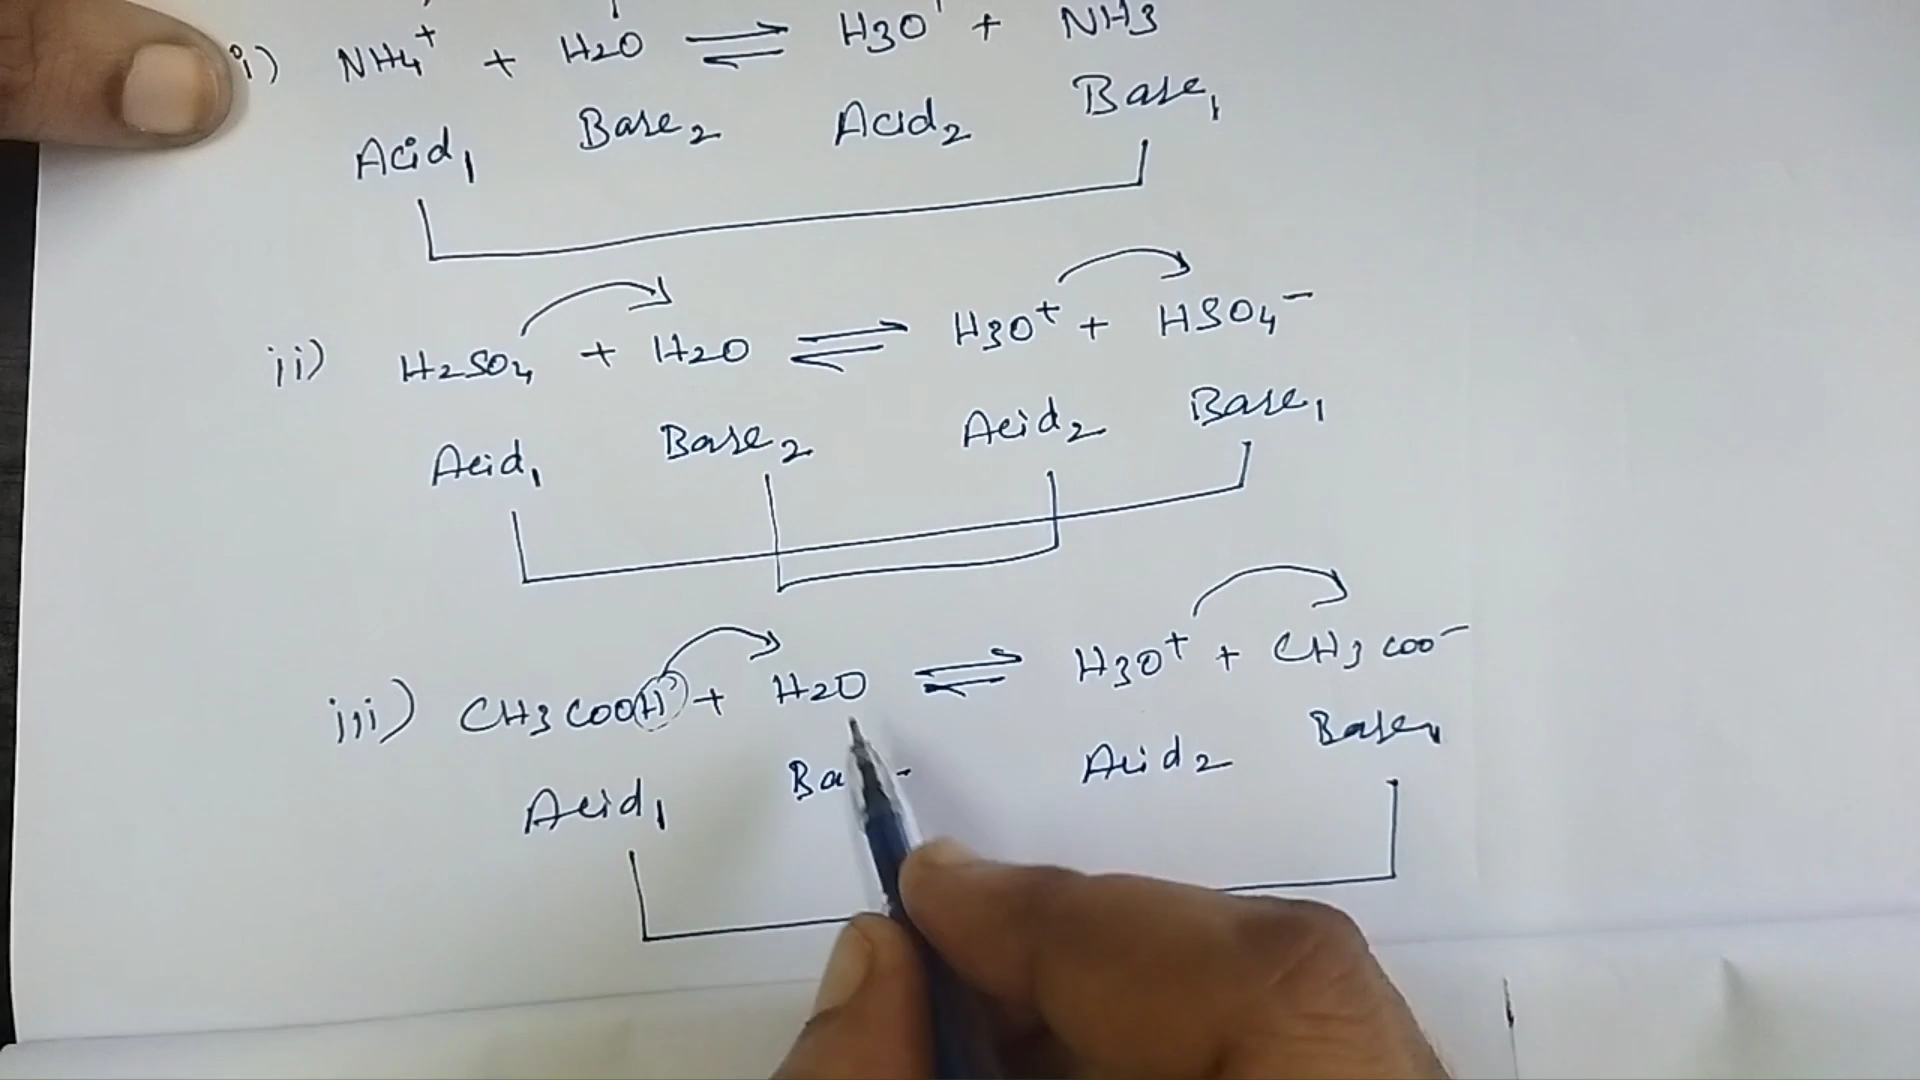 i) NH4+ + H2O ⇌ H3O+ + NH3
Acid1 Base2 Acid2 Base1
ii) H2SO4 + H2O ⇌ H3O+ + HSO4-
Acid1 Base2 Acid2 Base1
iii) CH3COOH + H2O ⇌ H3O+ + CH3COO-
Acid1 Ba Acid2 Base1